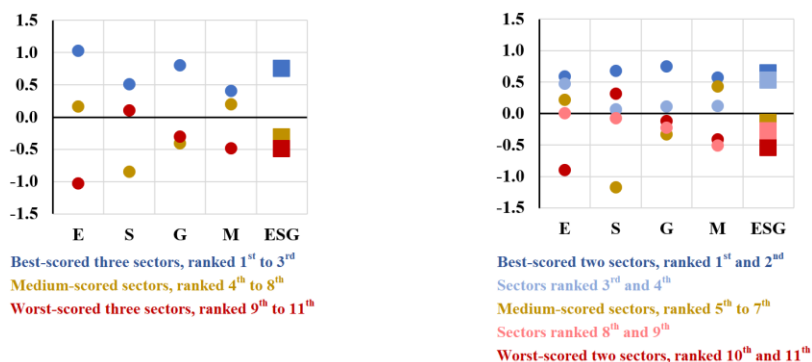 1.5
1.0
0.5
0.0
-0.5
-1.0
-1.5
E S G M ESG
Best-scored three sectors, ranked 1st to 3rd
Medium-scored sectors, ranked 4th to 8th
Worst-scored three sectors, ranked 9th to 11th
1.5
1.0
0.5
0.0
-0.5
-1.0
-1.5
E S G M ESG
Best-scored two sectors, ranked 1st and 2nd
Sectors ranked 3rd and 4th
Medium-scored sectors, ranked 5th to 7th
Sectors ranked 8th and 9th
Worst-scored two sectors, ranked 10th and 11th